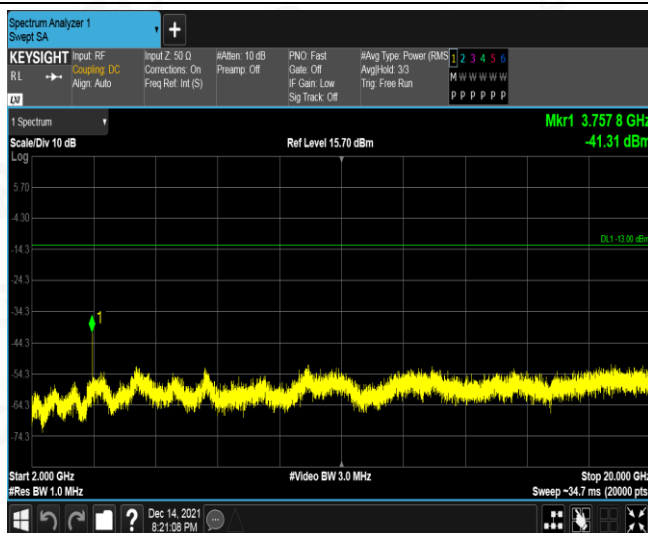 Spectrum Analyzer 1
Swept SA
+
KEYSIGHT
RL
LXI
Input: RF
Coupling: DC
Align: Auto
Input Z: 50 Ω
Corrections: On
Freq Ref: Int (S)
#Atten: 10 dB
Preamp: Off
PNO: Fast
Gate: Off
IF Gain: Low
Sig Track: Off
#Avg Type: Power (RMS
Avg|Hold: 3/3
Trig: Free Run
1 2 3 4 5 6
M W W W W W
P P P P P P
1 Spectrum
Mkr1 3.757 8 GHz
Scale/Div 10 dB
Ref Level 15.70 dBm
-41.31 dBm
Log
5.70
-4.30
DL1 -13.00 dBm
-14.3
-24.3
-34.3
1
-44.3
-54.3
-64.3
-74.3
Start 2.000 GHz
#Video BW 3.0 MHz
Stop 20.000 GHz
#Res BW 1.0 MHz
Sweep ~34.7 ms (20000 pts)
?
Dec 14, 2021
8:21:08 PM